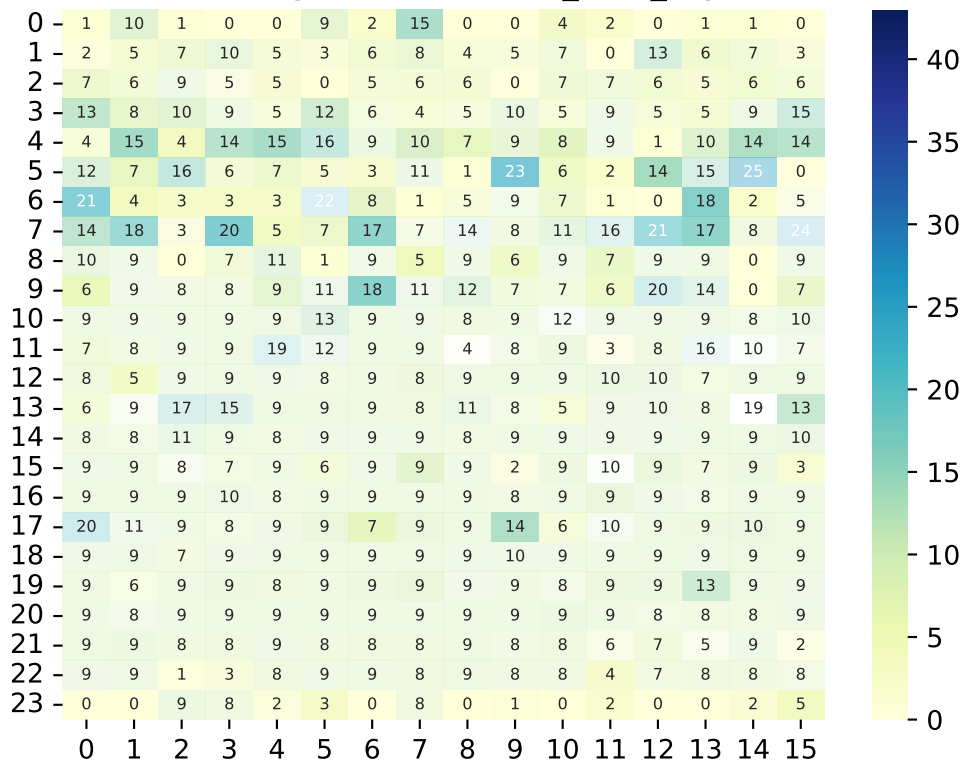 0 1 10 1 0 0 9 2 15 0 0 4 2 0 1 1 0
1 2 5 7 10 5 3 6 8 4 5 7 0 13 6 7 3
2 7 6 9 5 5 0 5 6 6 0 7 7 6 5 6 6
3 13 8 10 9 5 12 6 4 5 10 5 9 5 5 9 15
4 4 15 4 14 15 16 9 10 7 9 8 9 1 10 14 14
5 12 7 16 6 7 5 3 11 1 23 6 2 14 15 25 0
6 21 4 3 3 3 22 8 1 5 9 7 1 0 18 2 5
7 14 18 3 20 5 7 17 7 14 8 11 16 21 17 8 24
8 10 9 0 7 11 1 9 5 9 6 9 7 9 9 0 9
9 6 9 8 8 9 11 18 11 12 7 7 6 20 14 0 7
10 9 9 9 9 9 13 9 9 8 9 12 9 9 9 8 10
11 7 8 9 9 19 12 9 9 4 8 9 3 8 16 10 7
12 8 5 9 9 9 8 9 8 9 9 9 10 10 7 9 9
13 6 9 17 15 9 9 9 8 11 8 5 9 10 8 19 13
14 8 8 11 9 8 9 9 9 8 9 9 9 9 9 9 10
15 9 9 8 7 9 6 9 9 9 2 9 10 9 7 9 3
16 9 9 9 10 8 9 9 9 9 8 9 9 9 8 9 9
17 20 11 9 8 9 9 7 9 9 14 6 10 9 9 10 9
18 9 9 7 9 9 9 9 9 9 10 9 9 9 9 9 9
19 9 6 9 9 8 9 9 9 9 9 8 9 9 13 9 9
20 9 8 9 9 9 9 9 9 9 9 9 9 8 8 8 9
21 9 9 8 8 9 8 8 8 9 8 8 6 7 5 9 2
22 9 9 1 3 8 9 9 8 9 8 8 4 7 8 8 8
23 0 0 9 8 2 3 0 8 0 1 0 2 0 0 2 5
0 1 2 3 4 5 6 7 8 9 10 11 12 13 14 15
40
35
30
25
20
15
10
5
0